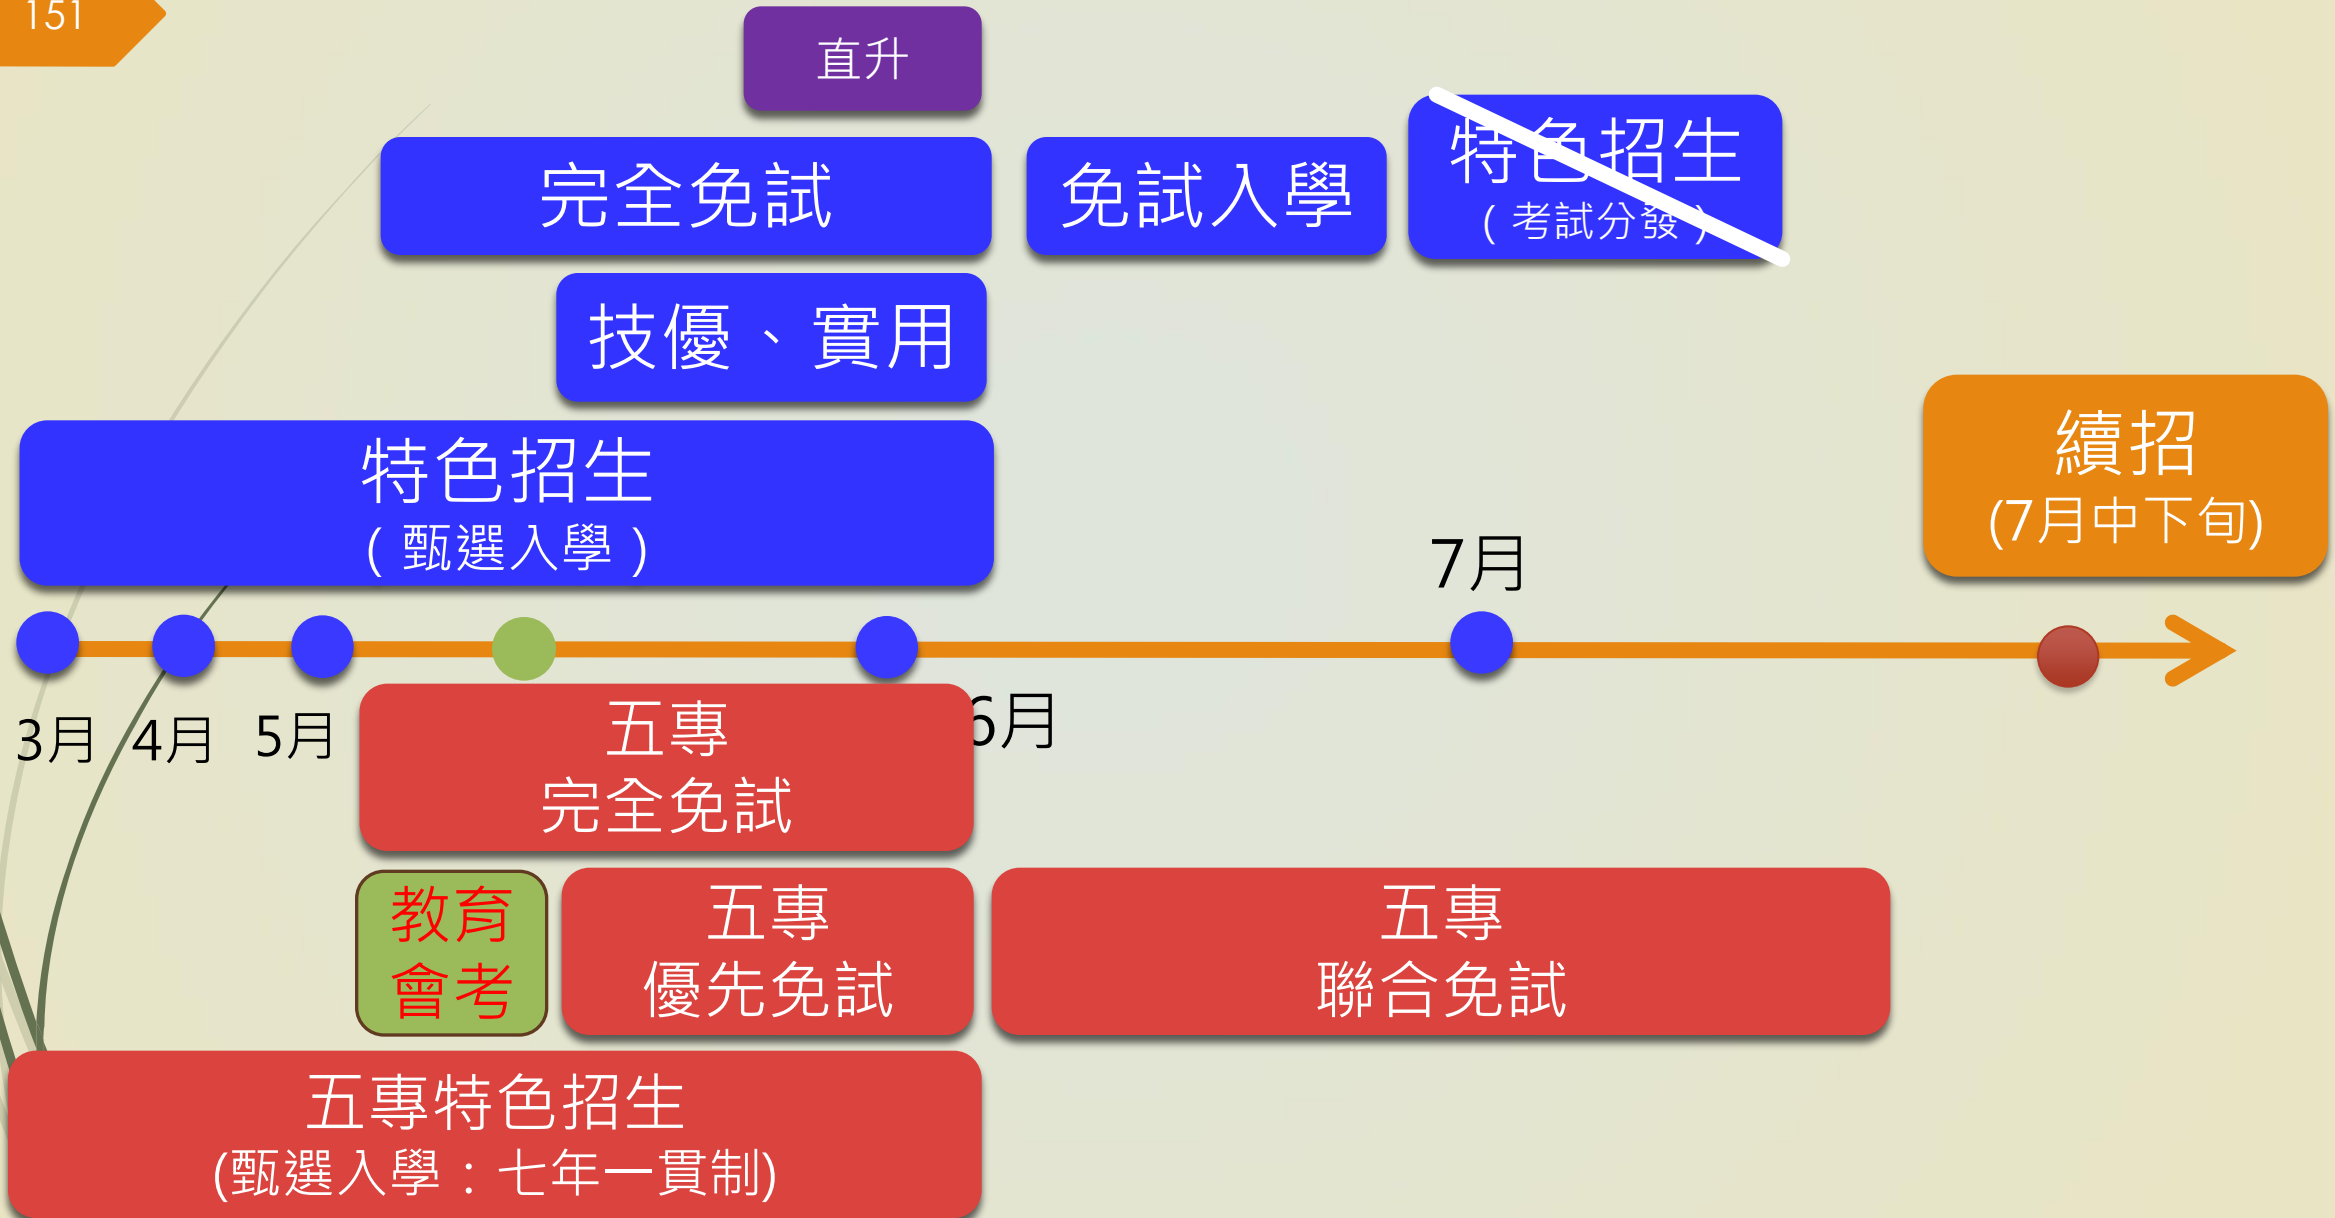 151
直升
完全免試
免試入學
特色招生
( 考試分發 )
技優、實用
特色招生
( 甄選入學 )
續招
(7月中下旬)
7月
3月
4月
5月
6月
五專
完全免試
教育
會考
五專
優先免試
五專
聯合免試
五專特色招生
(甄選入學：七年一貫制)